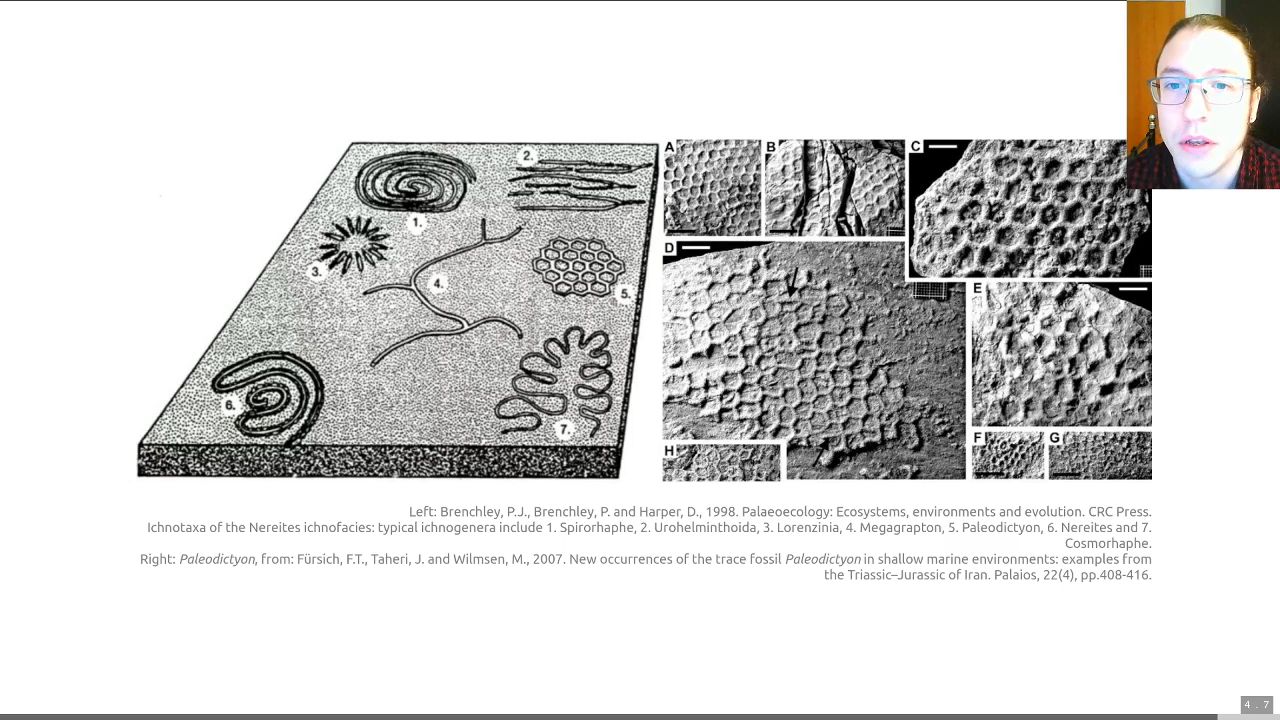 1.
2.
3.
4.
5.
6.
7.
A
B
C
D
E
F
G
H
Left: Brenchley, P.J., Brenchley, P. and Harper, D., 1998. Palaeoecology: Ecosystems, environments and evolution. CRC Press.
Ichnotaxa of the Nereites ichnofacies: typical ichnogenera include 1. Spirorhaphe, 2. Urohelminthoida, 3. Lorenzinia, 4. Megagrapton, 5. Paleodictyon, 6. Nereites and 7.
Cosmorhaphe.
Right: Paleodictyon, from: Fürsich, F.T., Taheri, J. and Wilmsen, M., 2007. New occurrences of the trace fossil Paleodictyon in shallow marine environments: examples from
the Triassic–Jurassic of Iran. Palaios, 22(4), pp.408-416.
4 . 7